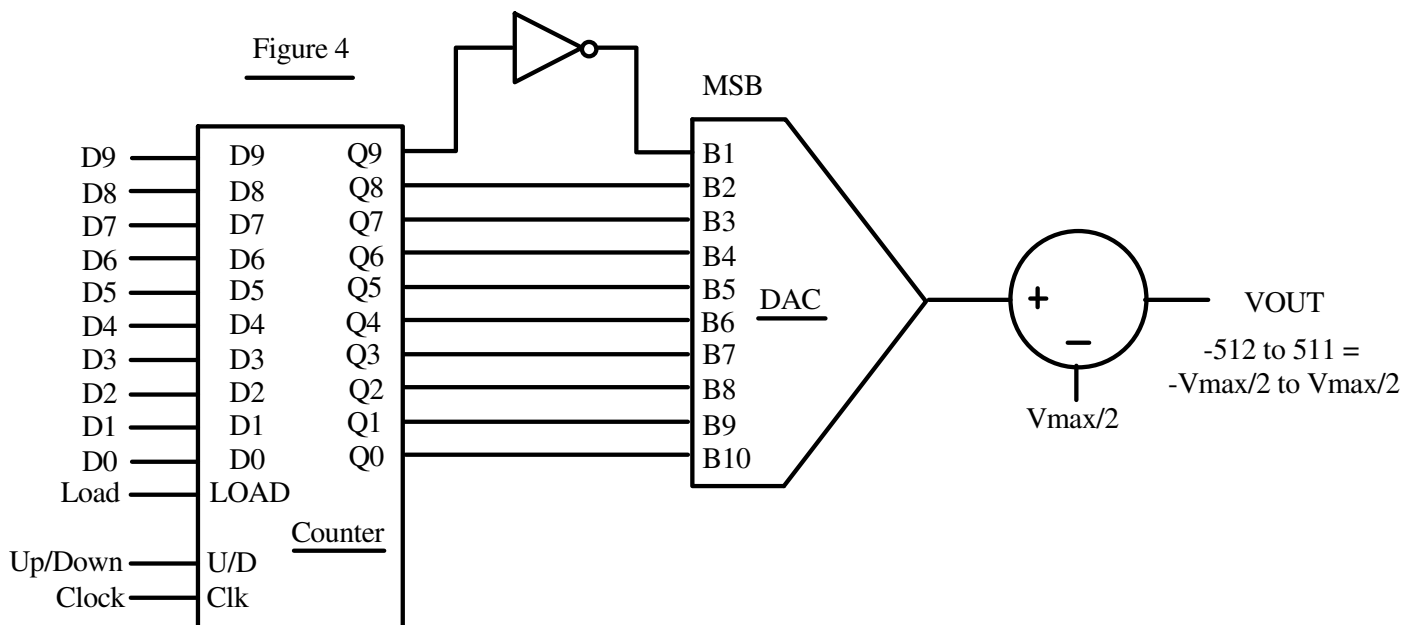 Figure 4
MSB
D9 D9 Q9 B1
D8 D8 Q8 B2
D7 D7 Q7 B3
D6 D6 Q6 B4
D5 D5 Q5 B5
D4 D4 Q4 B6
D3 D3 Q3 B7
D2 D2 Q2 B8
D1 D1 Q1 B9
D0 D0 Q0 B10
DAC
+
−
VOUT
-512 to 511 =
-Vmax/2 to Vmax/2
Vmax/2
Load LOAD
Counter
Up/Down U/D
Clock Clk